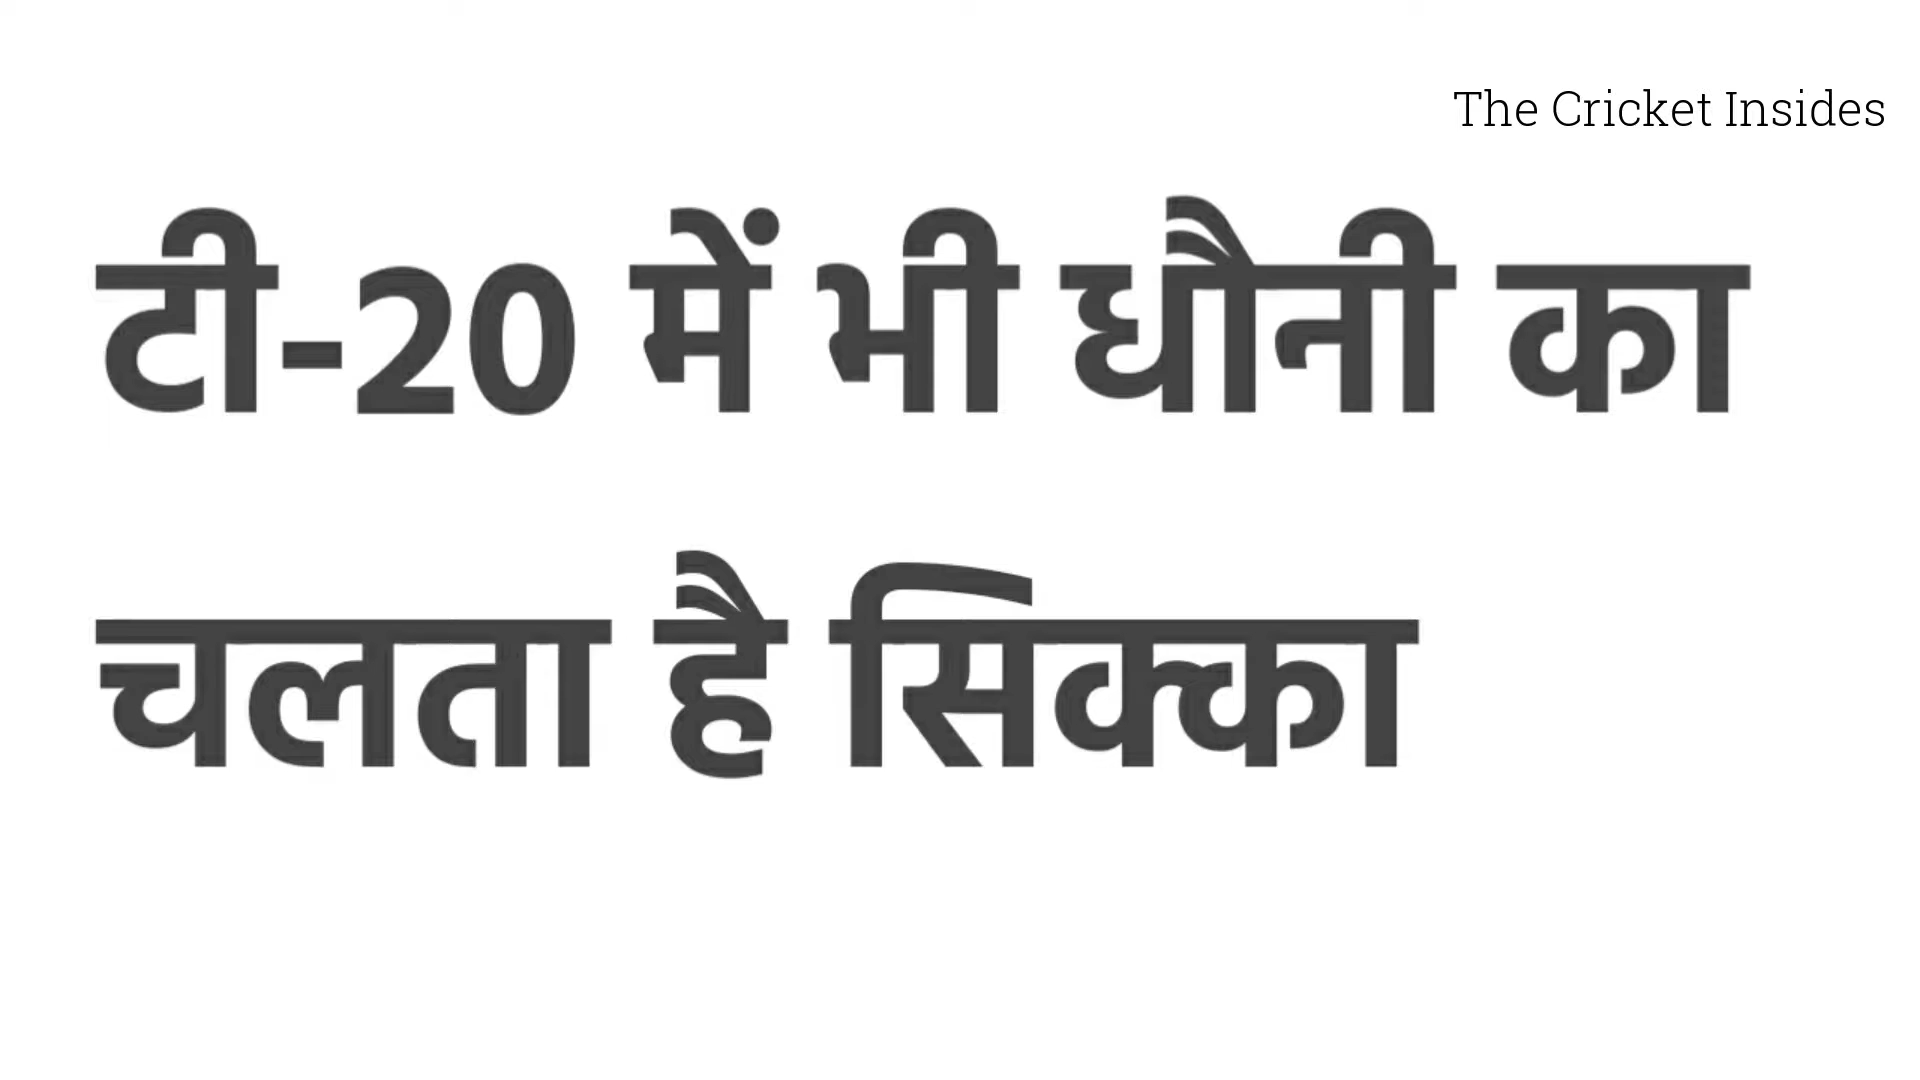 The Cricket Insides
टी-20 में भी धौनी का
चलता है सिक्का